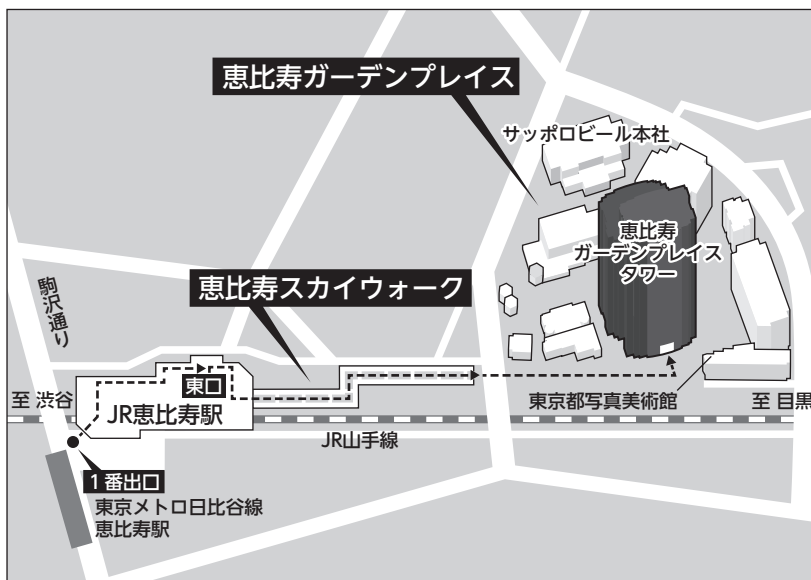 恵比寿ガーデンプレイス
サッポロビール本社
恵比寿
ガーデンプレイス
タワー
駒沢通り
恵比寿スカイウォーク
東口
至 渋谷
JR恵比寿駅
東京都写真美術館
至 目黒
JR山手線
1番出口
東京メトロ日比谷線
恵比寿駅